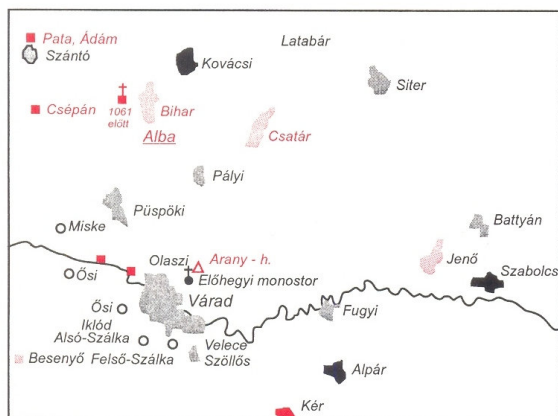 Pata, Ádám
Szántó
Latabár
Kovácsi
Siter
Csépán
1061
előtt
Bihar
Alba
Csatár
Pályi
Püspöki
Miske
Battyán
Olaszi
Arany - h.
Jenő
Ősi
Előhegyi monostor
Szabolcs
Várad
Ősi
Fugyi
Iklód
Alsó-Szálka
Velece
Besenyő
Felső-Szálka
Szöllős
Alpár
Kér